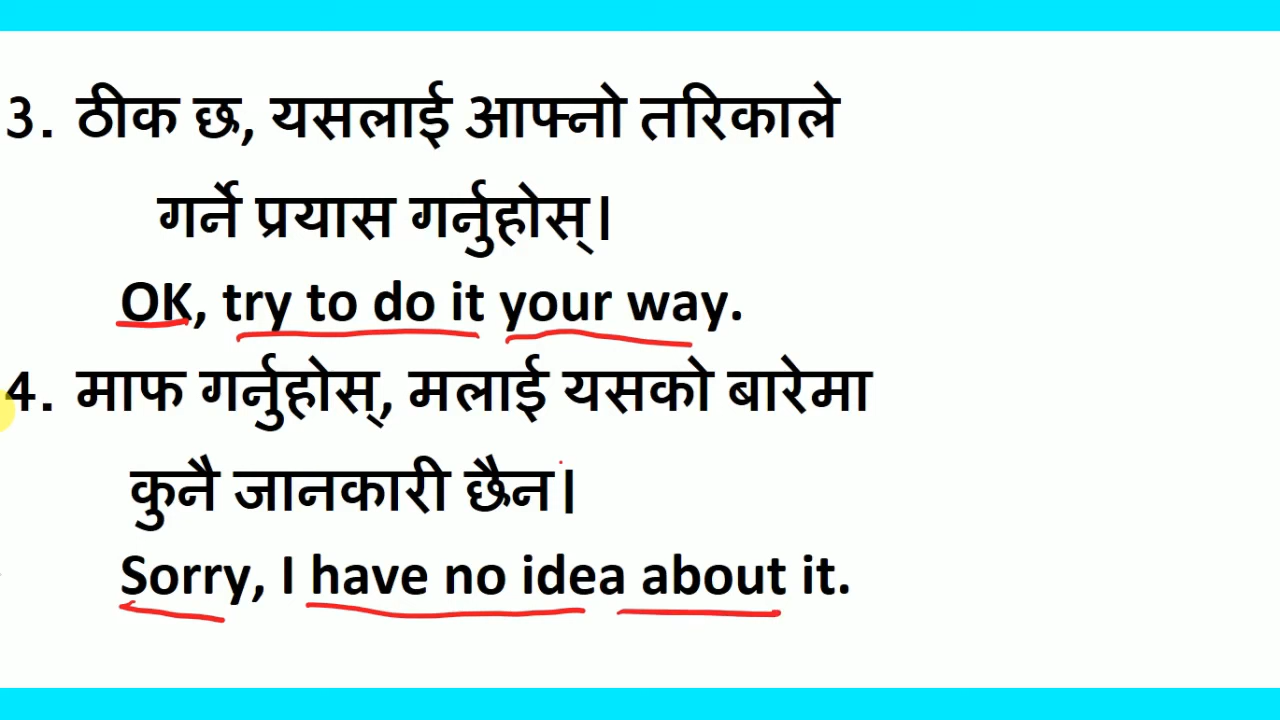 3. ठीक छ, यसलाई आफ्नो तरिकाले
गर्ने प्रयास गर्नुहोस्।
OK, try to do it your way.
4. माफ गर्नुहोस्, मलाई यसको बारेमा
कुनै जानकारी छैन।
Sorry, I have no idea about it.